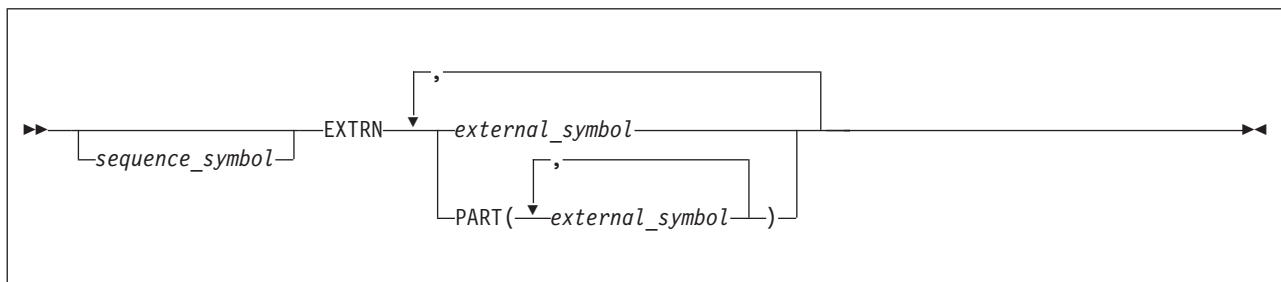 ,
EXTRN external_symbol
sequence_symbol
,
PART( external_symbol )